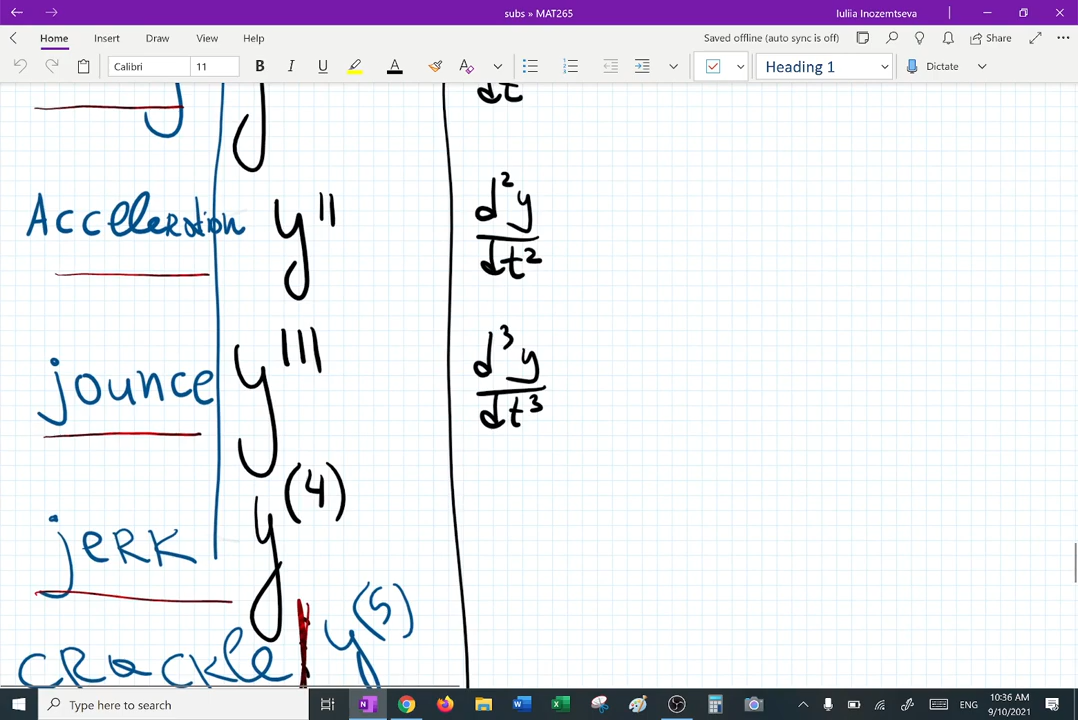 subs » MAT265
Iuliia Inozemtseva
Home Insert Draw View Help
Saved offline (auto sync is off) Share
Calibri 11 B I U A Heading 1 Dictate
dt
Acceleration y'' d²y/dt²
jounce y''' d³y/dt³
jerk y⁽⁴⁾
crackle y⁽⁵⁾
Type here to search
ENG
10:36 AM
9/10/2021